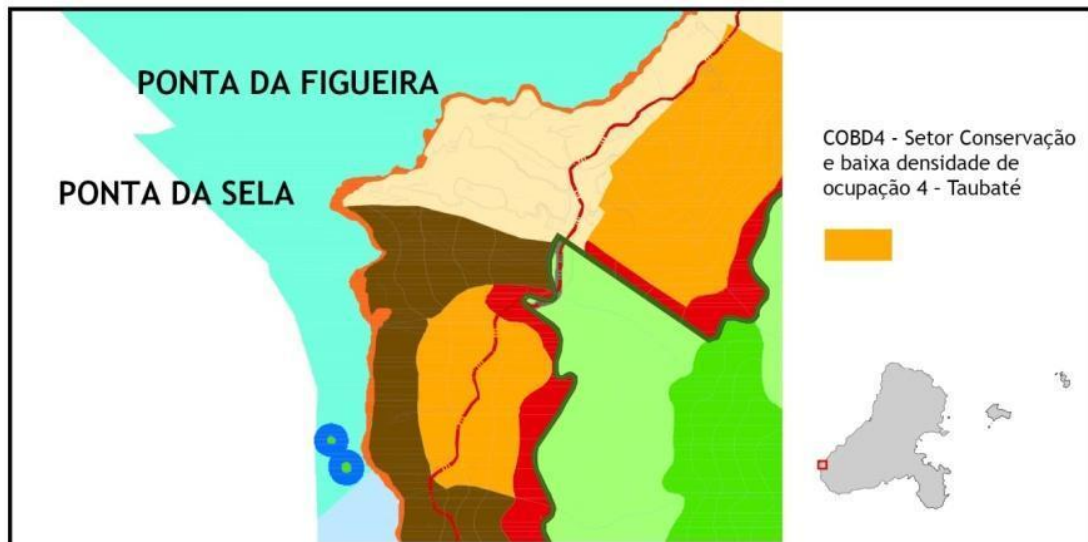 PONTA DA FIGUEIRA
PONTA DA SELA
COBD4 - Setor Conservação
e baixa densidade de
ocupação 4 - Taubaté